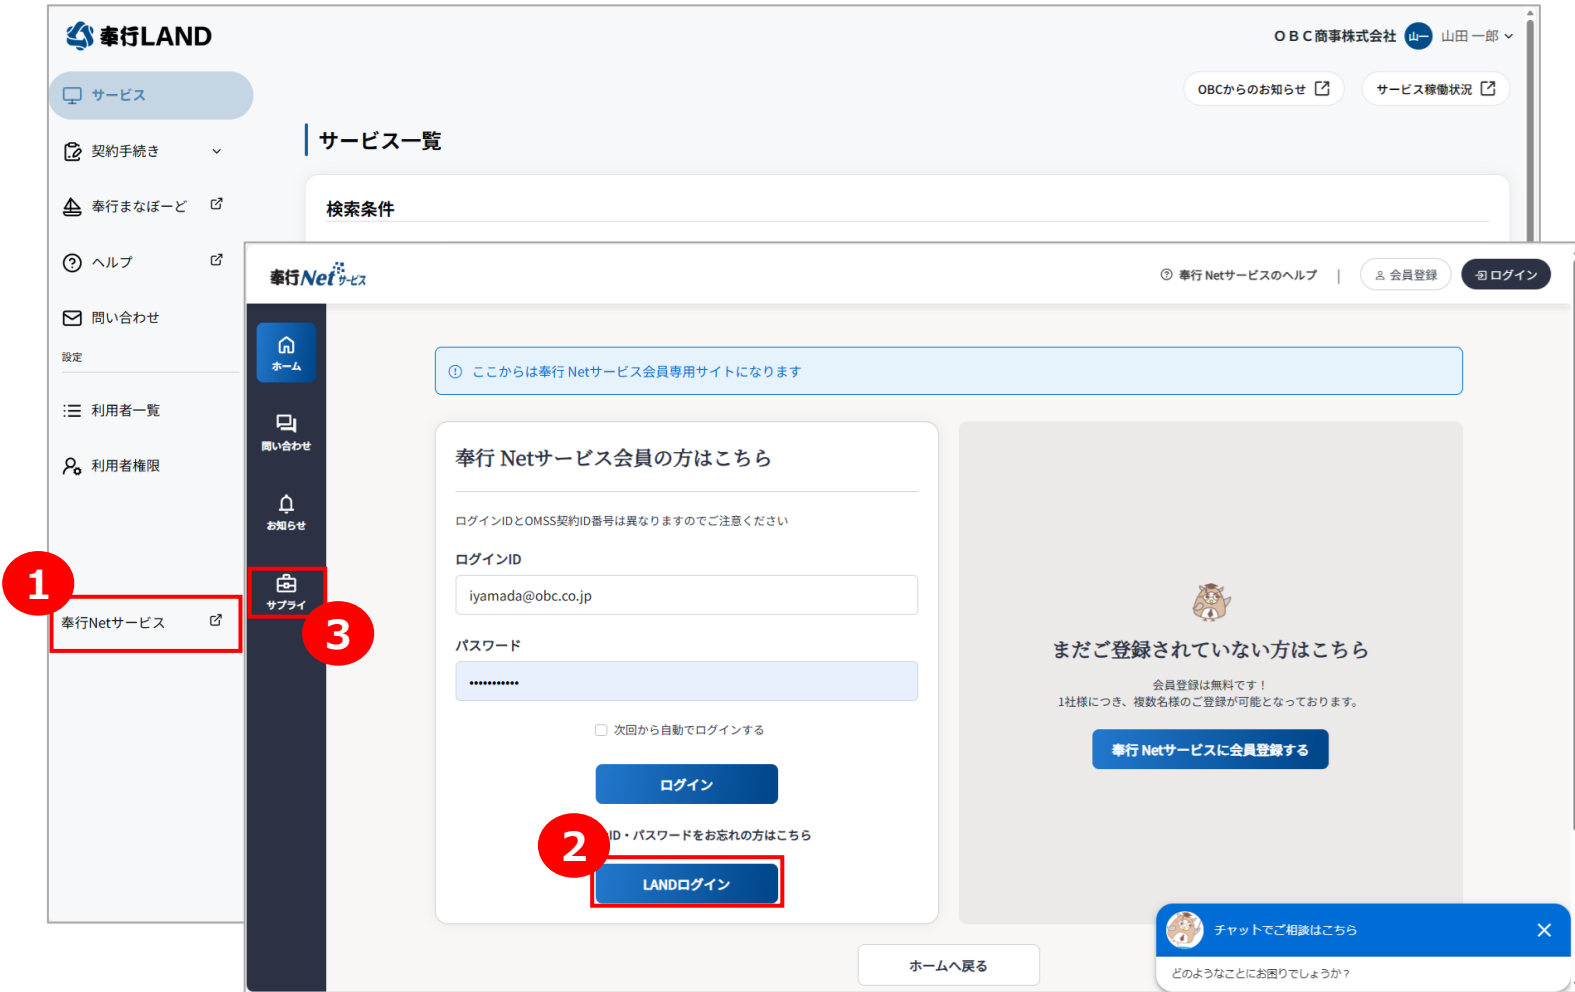 奉行LAND
ＯＢＣ商事株式会社 山一 山田 一郎
サービス
OBCからのお知らせ
サービス稼働状況
契約手続き
サービス一覧
奉行まなぼーど
検索条件
ヘルプ
問い合わせ
設定
利用者一覧
利用者権限
1
奉行Netサービス
奉行Netサービス
奉行 Netサービスのヘルプ
|
会員登録
ログイン
ホーム
問い合わせ
お知らせ
サプライ
3
ここからは奉行 Netサービス会員専用サイトになります
奉行 Netサービス会員の方はこちら
ログインIDとOMSS契約ID番号は異なりますのでご注意ください
ログインID
iyamada@obc.co.jp
パスワード
•••••••••••
次回から自動でログインする
ログイン
ID・パスワードをお忘れの方はこちら
2
LANDログイン
まだご登録されていない方はこちら
会員登録は無料です！
1社様につき、複数名様のご登録が可能となっております。
奉行 Netサービスに会員登録する
ホームへ戻る
チャットでご相談はこちら
どのようなことにお困りでしょうか？